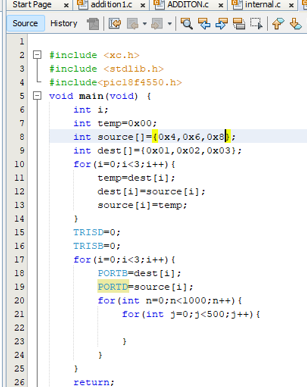 Start Page addition1.c ADDITON.c internal.c
Source History
1
2 #include <xc.h>
3 #include <stdlib.h>
4 #include<pic18f4550.h>
5 void main(void) {
6 int i;
7 int temp=0x00;
8 int source[]={0x4,0x6,0x8};
9 int dest[]={0x01,0x02,0x03};
10 for(i=0;i<3;i++){
11 temp=dest[i];
12 dest[i]=source[i];
13 source[i]=temp;
14 }
15 TRISD=0;
16 TRISB=0;
17 for(i=0;i<3;i++){
18 PORTB=dest[i];
19 PORTD=source[i];
20 for(int n=0;n<1000;n++){
21 for(int j=0;j<500;j++){
22
23 }
24 }
25 }
26 return;